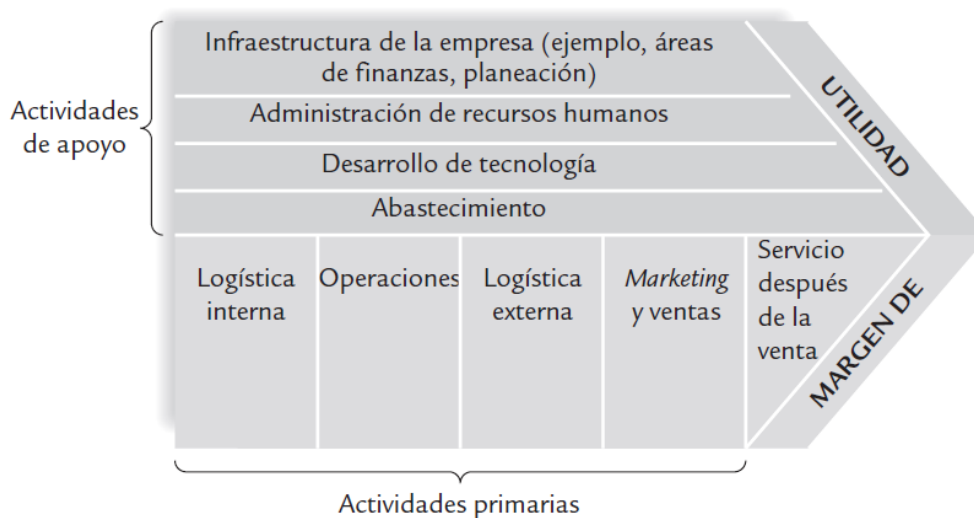 Actividades
de apoyo
Infraestructura de la empresa (ejemplo, áreas
de finanzas, planeación)
Administración de recursos humanos
Desarrollo de tecnología
Abastecimiento
Logística
interna
Operaciones
Logística
externa
Marketing
y ventas
Servicio
después
de la
venta
MARGEN DE
UTILIDAD
Actividades primarias